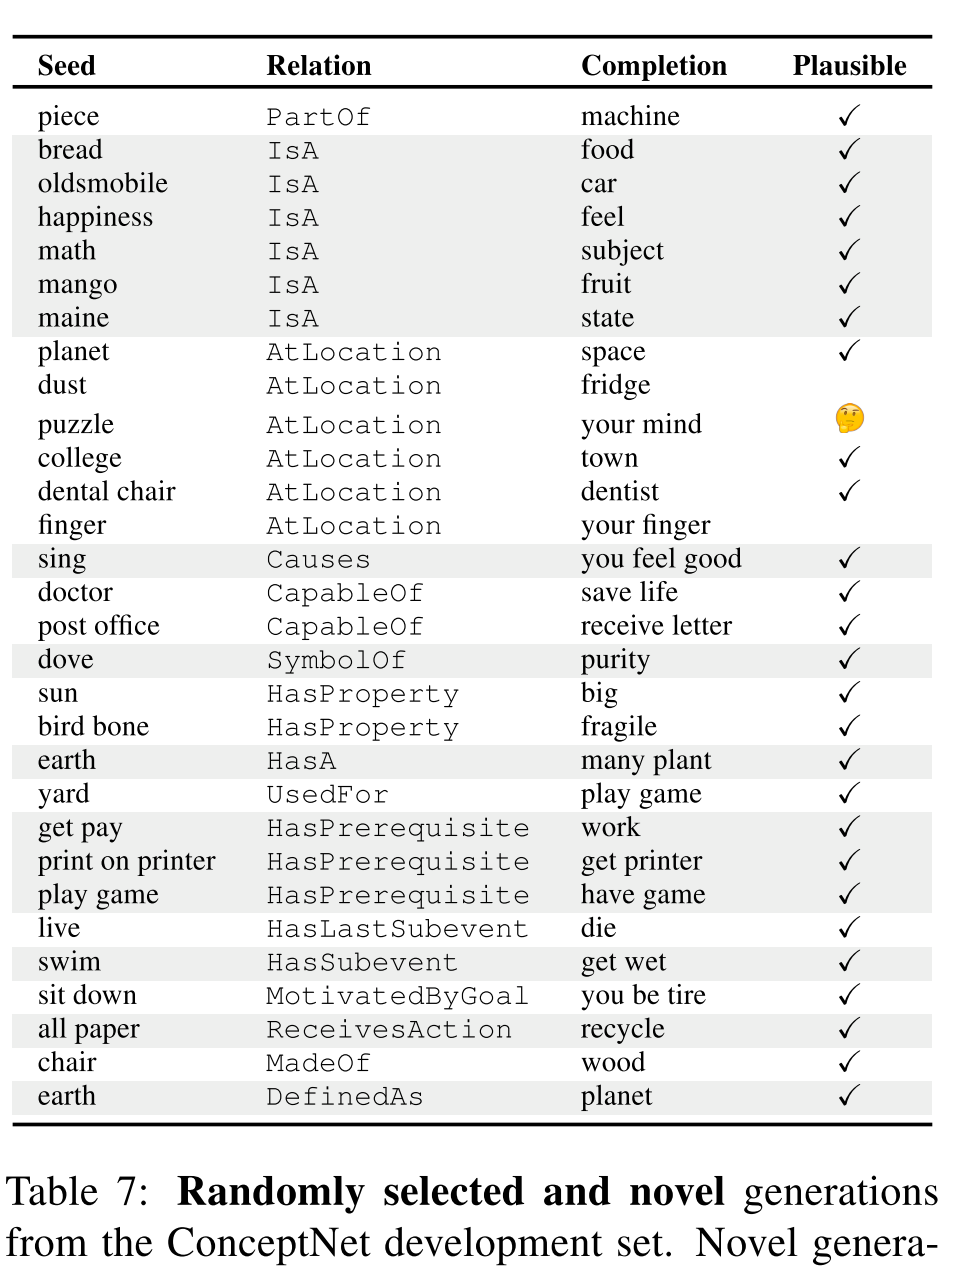 Seed Relation Completion Plausible
piece PartOf machine ✓
bread IsA food ✓
oldsmobile IsA car ✓
happiness IsA feel ✓
math IsA subject ✓
mango IsA fruit ✓
maine IsA state ✓
planet AtLocation space ✓
dust AtLocation fridge
puzzle AtLocation your mind 🤔
college AtLocation town ✓
dental chair AtLocation dentist ✓
finger AtLocation your finger
sing Causes you feel good ✓
doctor CapableOf save life ✓
post office CapableOf receive letter ✓
dove SymbolOf purity ✓
sun HasProperty big ✓
bird bone HasProperty fragile ✓
earth HasA many plant ✓
yard UsedFor play game ✓
get pay HasPrerequisite work ✓
print on printer HasPrerequisite get printer ✓
play game HasPrerequisite have game ✓
live HasLastSubevent die ✓
swim HasSubevent get wet ✓
sit down MotivatedByGoal you be tire ✓
all paper ReceivesAction recycle ✓
chair MadeOf wood ✓
earth DefinedAs planet ✓
Table 7: Randomly selected and novel generations
from the ConceptNet development set. Novel genera-